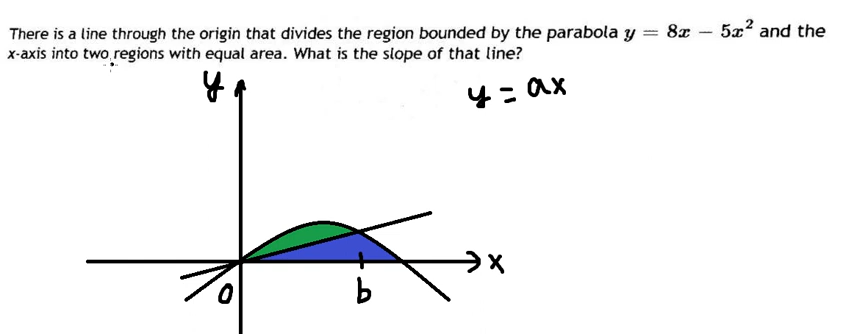 There is a line through the origin that divides the region bounded by the parabola y = 8x − 5x² and the
x-axis into two regions with equal area. What is the slope of that line?
y
y = ax
x
0
b